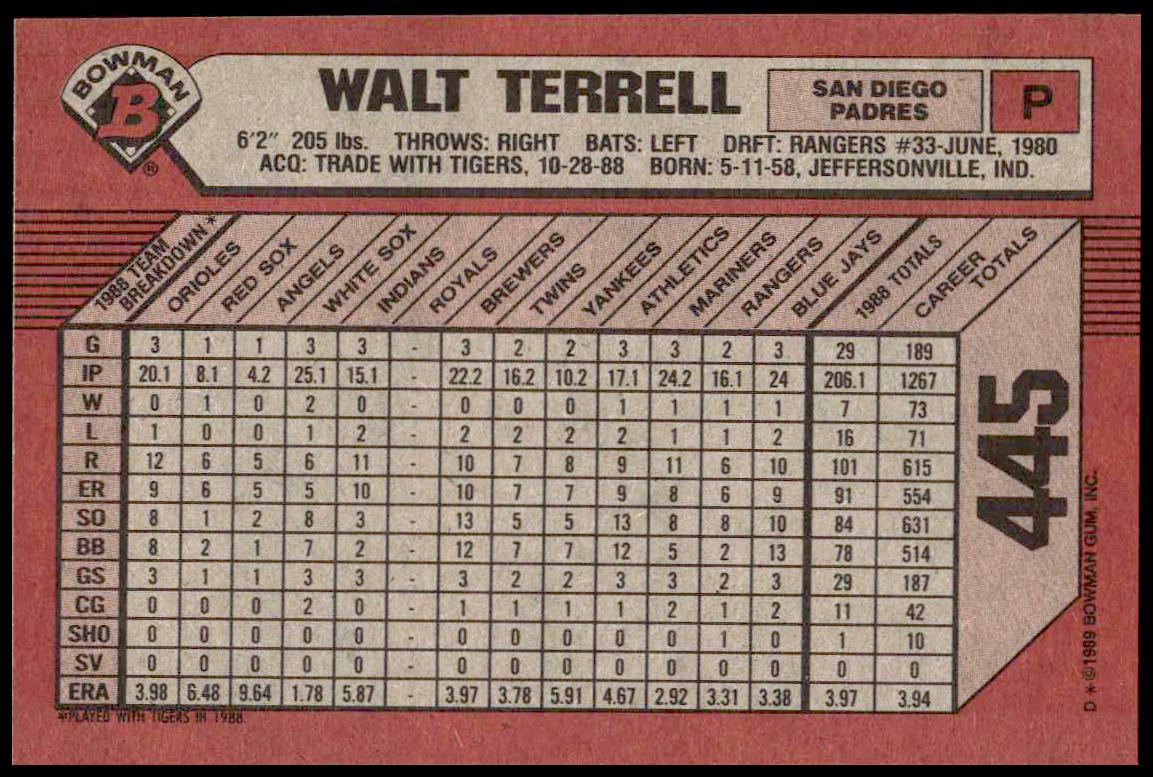 BOWMAN
B
®
WALT TERRELL
SAN DIEGO
PADRES
P
6'2" 205 lbs. THROWS: RIGHT BATS: LEFT DRFT: RANGERS #33-JUNE, 1980
ACQ: TRADE WITH TIGERS, 10-28-88 BORN: 5-11-58, JEFFERSONVILLE, IND.
1988 TEAM
BREAKDOWN*
ORIOLES
RED SOX
ANGELS
WHITE SOX
INDIANS
ROYALS
BREWERS
TWINS
YANKEES
ATHLETICS
MARINERS
RANGERS
BLUE JAYS
1988 TOTALS
CAREER
TOTALS
G 3 1 1 3 3 - 3 2 2 3 3 2 3 29 189
IP 20.1 8.1 4.2 25.1 15.1 - 22.2 16.2 10.2 17.1 24.2 16.1 24 206.1 1267
W 0 1 0 2 0 - 0 0 0 1 1 1 1 7 73
L 1 0 0 1 2 - 2 2 2 2 1 1 2 16 71
R 12 6 5 6 11 - 10 7 8 9 11 6 10 101 615
ER 9 6 5 5 10 - 10 7 7 9 8 6 9 91 554
SO 8 1 2 8 3 - 13 5 5 13 8 8 10 84 631
BB 8 2 1 7 2 - 12 7 7 12 5 2 13 78 514
GS 3 1 1 3 3 - 3 2 2 3 3 2 3 29 187
CG 0 0 0 2 0 - 1 1 1 1 2 1 2 11 42
SHO 0 0 0 0 0 - 0 0 0 0 0 1 0 1 10
SV 0 0 0 0 0 - 0 0 0 0 0 0 0 0 0
ERA 3.98 6.48 9.64 1.78 5.87 - 3.97 3.78 5.91 4.67 2.92 3.31 3.38 3.97 3.94
*PLAYED WITH TIGERS IN 1988.
445
D*©1989 BOWMAN GUM, INC.